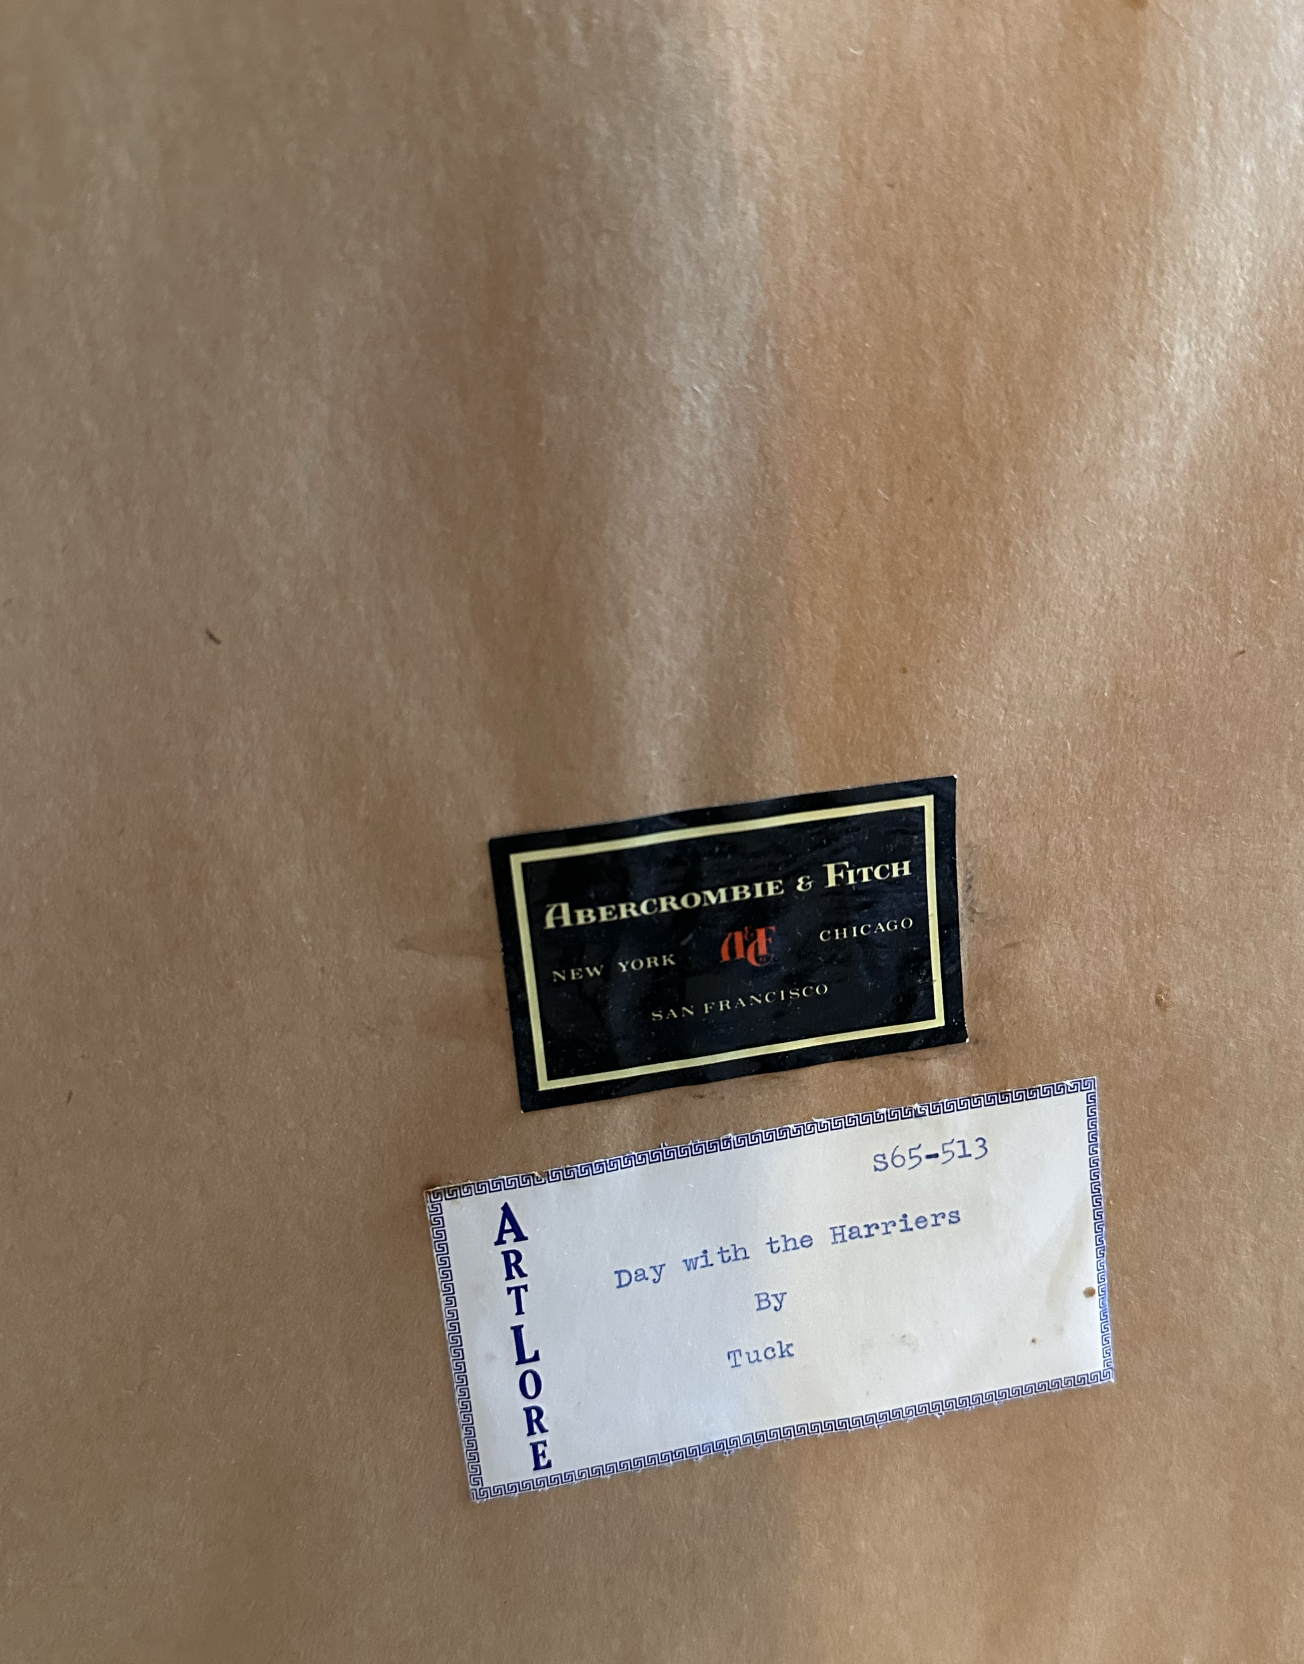 ABERCROMBIE & FITCH
NEW YORK A&F CHICAGO
SAN FRANCISCO
S65-513
ARTLORE
Day with the Harriers
By
Tuck